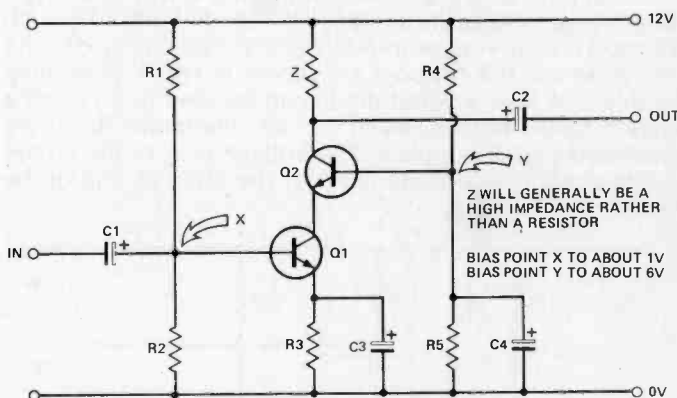 12V
R1
Z
R4
C2
+
OUT
Q2
Y
Z WILL GENERALLY BE A
HIGH IMPEDANCE RATHER
THAN A RESISTOR
X
C1
+
IN
Q1
BIAS POINT X TO ABOUT 1V
BIAS POINT Y TO ABOUT 6V
R2
R3
+
C3
R5
+
C4
0V